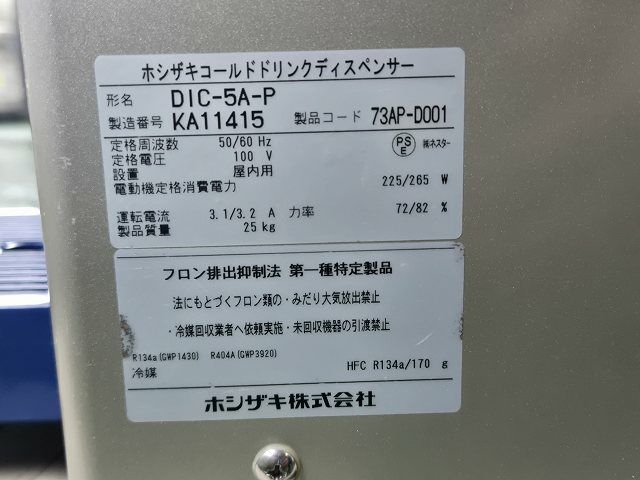 ホシザキコールドドリンクディスペンサー
形名 DIC-5A-P
製造番号 KA11415 製品コード 73AP-D001
定格周波数 50/60 Hz PSE ㈱ネスター
定格電圧 100 V
設置 屋内用
電動機定格消費電力 225/265 W
運転電流 3.1/3.2 A 力率 72/82 %
製品質量 25 kg
フロン排出抑制法 第一種特定製品
法にもとづくフロン類の・みだり大気放出禁止
・冷媒回収業者へ依頼実施・未回収機器の引渡禁止
R134a(GWP1430) R404A(GWP3920)
冷媒 HFC R134a/170 g
ホシザキ株式会社